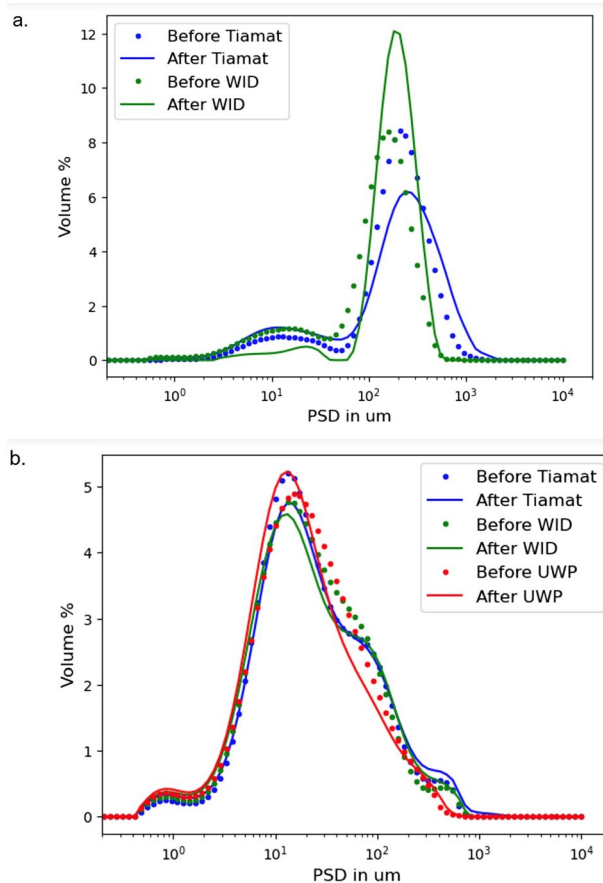 a.
Before Tiamat
After Tiamat
Before WID
After WID
Volume %
12
10
8
6
4
2
0
10⁰
10¹
10²
10³
10⁴
PSD in um
b.
Before Tiamat
After Tiamat
Before WID
After WID
Before UWP
After UWP
Volume %
5
4
3
2
1
0
10⁰
10¹
10²
10³
10⁴
PSD in um